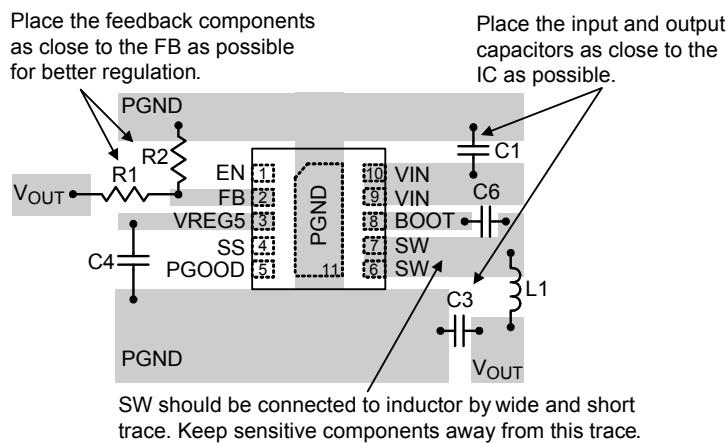 Place the feedback components
as close to the FB as possible
for better regulation.
Place the input and output
capacitors as close to the
IC as possible.
PGND
R2
R1
VOUT
C1
EN 1
FB 2
VREG5 3
SS 4
PGOOD 5
PGND
11
10 VIN
9 VIN
8 BOOT
7 SW
6 SW
C6
C4
C3
L1
PGND
VOUT
SW should be connected to inductor by wide and short
trace. Keep sensitive components away from this trace.